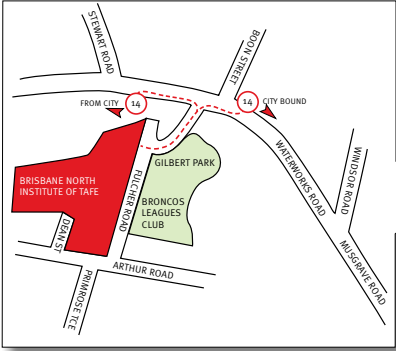 STEWART ROAD
BOON STREET
FROM CITY
14
14
CITY BOUND
WATERWORKS ROAD
WINDSOR ROAD
GILBERT PARK
BRISBANE NORTH
INSTITUTE OF TAFE
FULCHER ROAD
BRONCOS
LEAGUES
CLUB
DEAN ST
MUSGRAVE ROAD
ARTHUR ROAD
PRIMROSE TCE